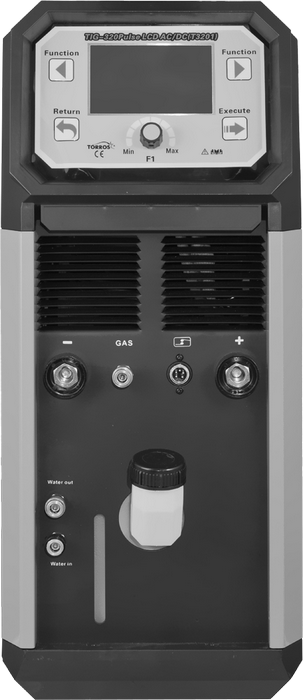 TIG-320Pulse LCD AC/DC(T3201)
Function
Function
Return
Execute
TORROS
CE
Min
Max
F1
−
GAS
+
Water out
Water in